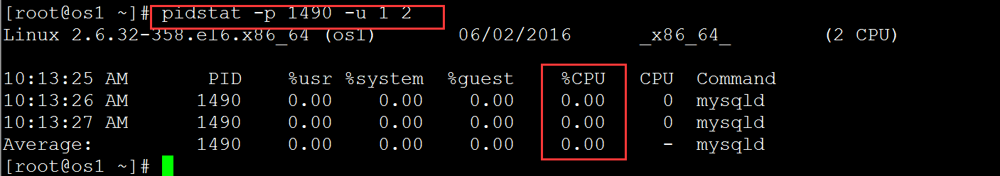 [root@os1 ~]# pidstat -p 1490 -u 1 2
Linux 2.6.32-358.el6.x86_64 (os1) 06/02/2016 _x86_64_ (2 CPU)
10:13:25 AM PID %usr %system %guest %CPU CPU Command
10:13:26 AM 1490 0.00 0.00 0.00 0.00 0 mysqld
10:13:27 AM 1490 0.00 0.00 0.00 0.00 0 mysqld
Average: 1490 0.00 0.00 0.00 0.00 - mysqld
[root@os1 ~]#